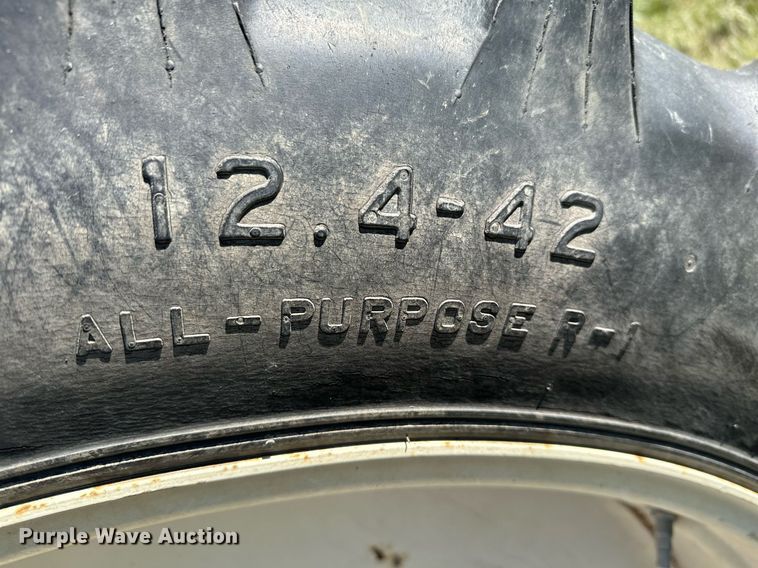 12.4-42
ALL-PURPOSE R-1
Purple Wave Auction